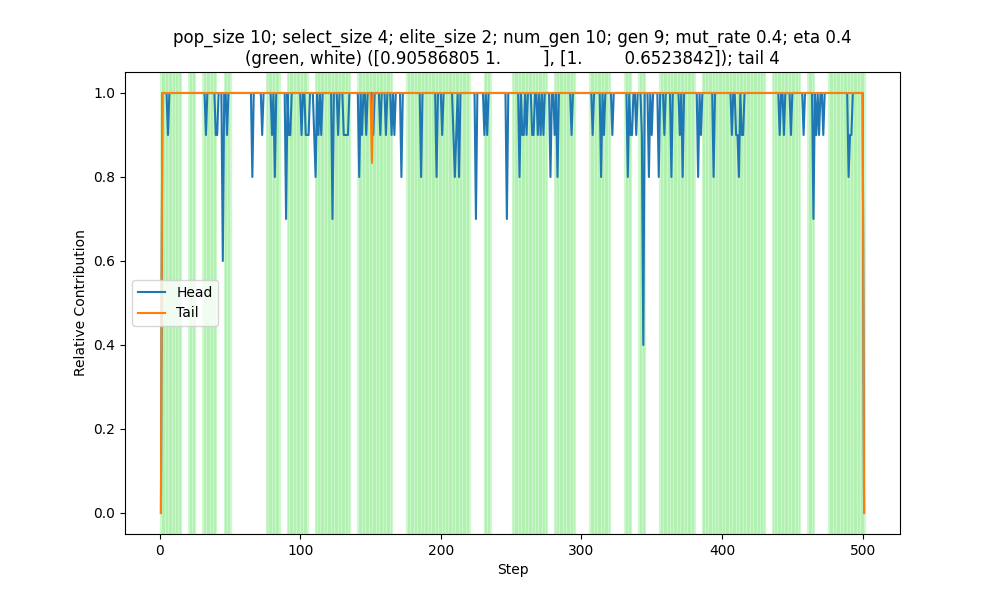 pop_size 10; select_size 4; elite_size 2; num_gen 10; gen 9; mut_rate 0.4; eta 0.4
(green, white) ([0.90586805 1.        ], [1.        0.6523842]); tail 4
1.0
0.8
0.6
0.4
0.2
0.0
Relative Contribution
Head
Tail
0
100
200
300
400
500
Step